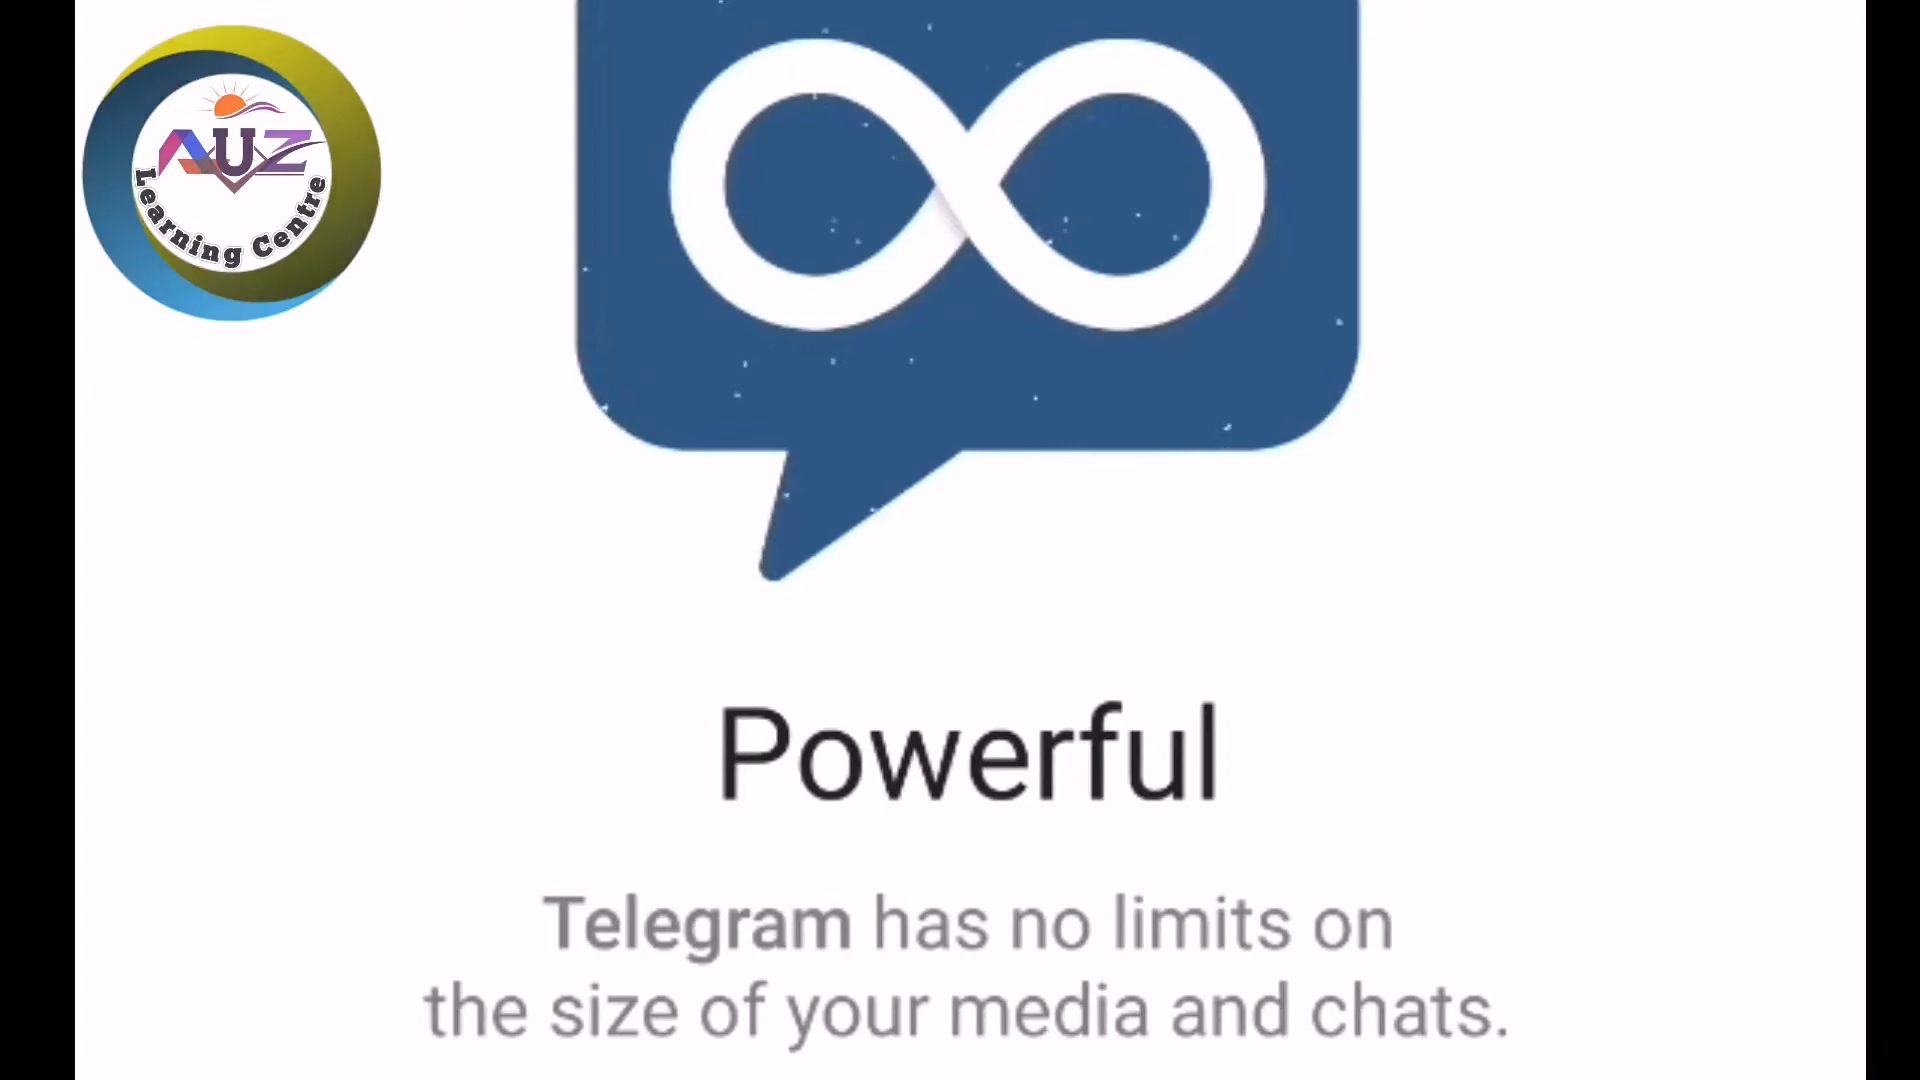 AUZ
Learning Centre
Powerful
Telegram has no limits on
the size of your media and chats.